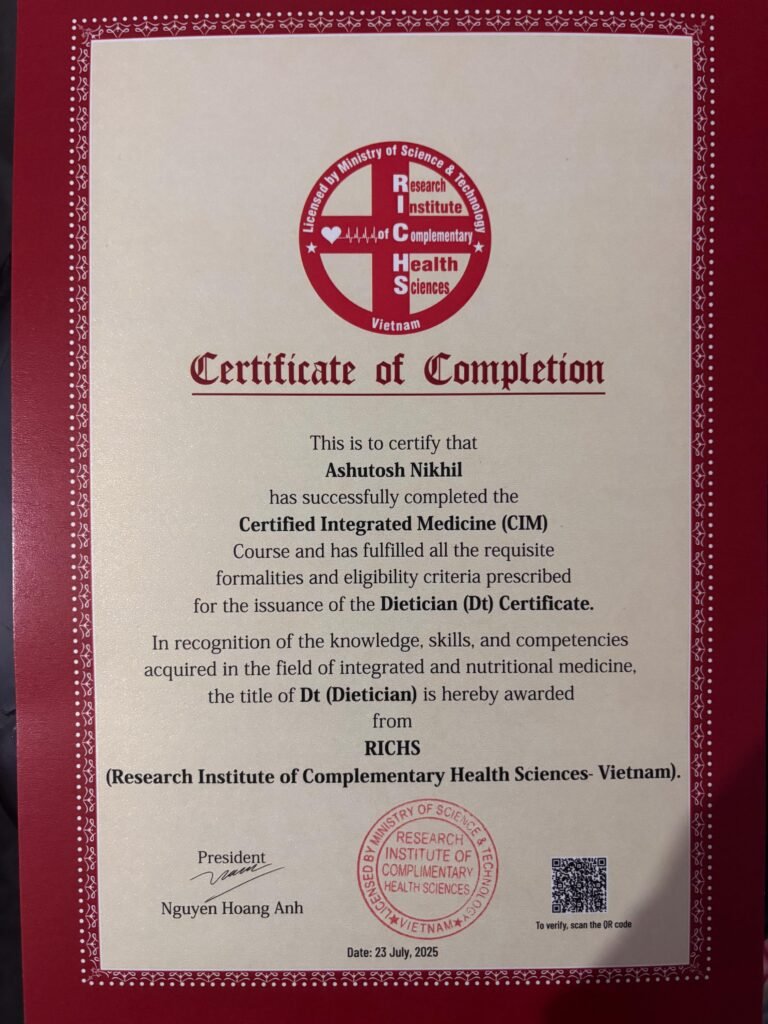 Licensed by Ministry of Science & Technology
Research
Institute
of Complementary
Health
Sciences
Vietnam
Certificate of Completion
This is to certify that
Ashutosh Nikhil
has successfully completed the
Certified Integrated Medicine (CIM)
Course and has fulfilled all the requisite
formalities and eligibility criteria prescribed
for the issuance of the Dietician (Dt) Certificate.
In recognition of the knowledge, skills, and competencies
acquired in the field of integrated and nutritional medicine,
the title of Dt (Dietician) is hereby awarded
from
RICHS
(Research Institute of Complementary Health Sciences- Vietnam).
President
Nguyen Hoang Anh
LICENSED BY MINISTRY OF SCIENCE & TECHNOLOGY
RESEARCH
INSTITUTE OF
COMPLIMENTARY
HEALTH SCIENCES
VIETNAM
To verify, scan the QR code
Date: 23 July, 2025